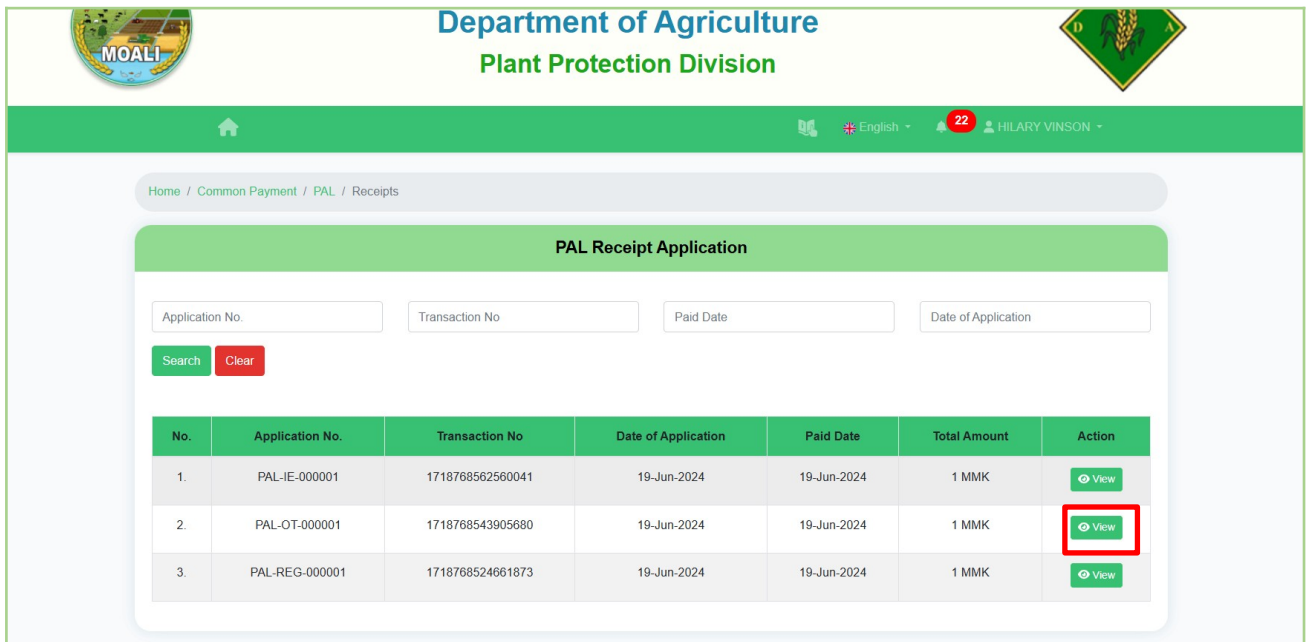 Department of Agriculture
Plant Protection Division
MOALI
D A
English 22 HILARY VINSON
Home / Common Payment / PAL / Receipts
PAL Receipt Application
Application No. Transaction No Paid Date Date of Application
Search Clear
No. Application No. Transaction No Date of Application Paid Date Total Amount Action
1. PAL-IE-000001 1718768562560041 19-Jun-2024 19-Jun-2024 1 MMK View
2. PAL-OT-000001 1718768543905680 19-Jun-2024 19-Jun-2024 1 MMK View
3. PAL-REG-000001 1718768524661873 19-Jun-2024 19-Jun-2024 1 MMK View